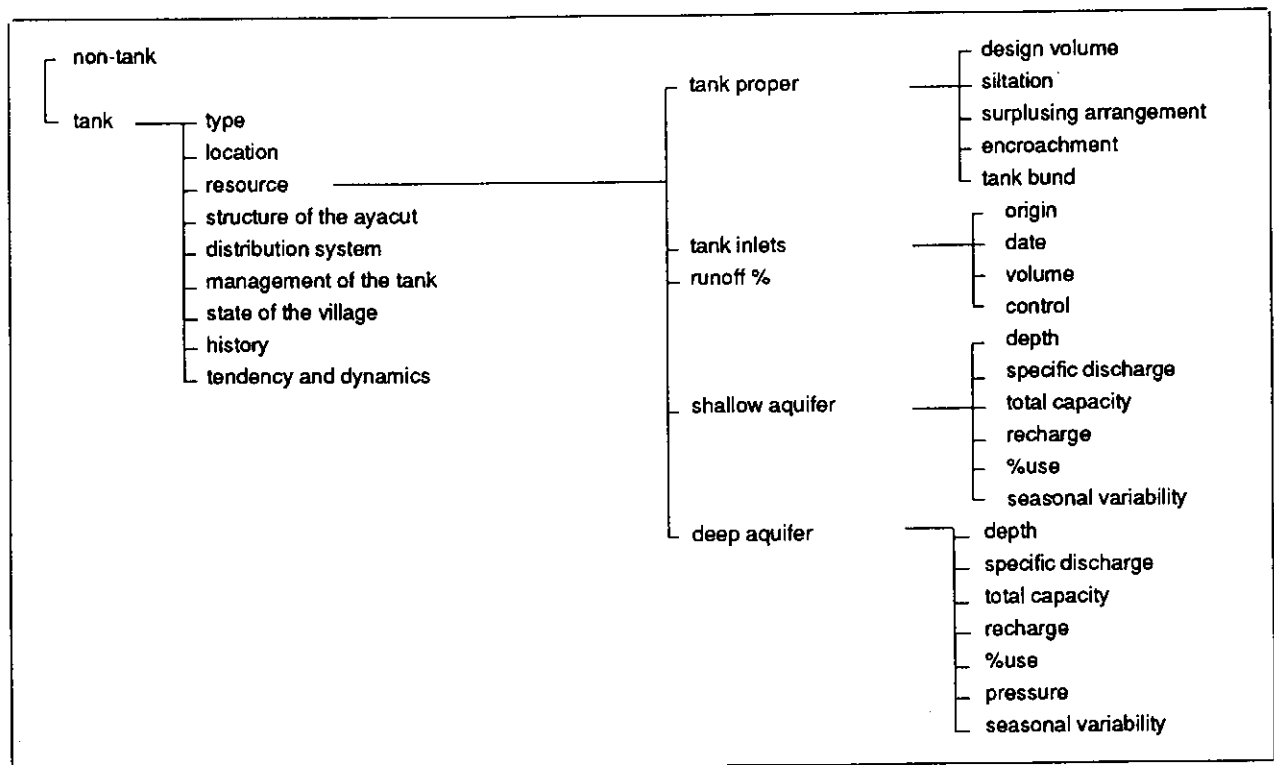 non-tank
tank
type
location
resource
structure of the ayacut
distribution system
management of the tank
state of the village
history
tendency and dynamics
tank proper
tank inlets
runoff %
shallow aquifer
deep aquifer
design volume
siltation
surplusing arrangement
encroachment
tank bund
origin
date
volume
control
depth
specific discharge
total capacity
recharge
%use
seasonal variability
depth
specific discharge
total capacity
recharge
%use
pressure
seasonal variability